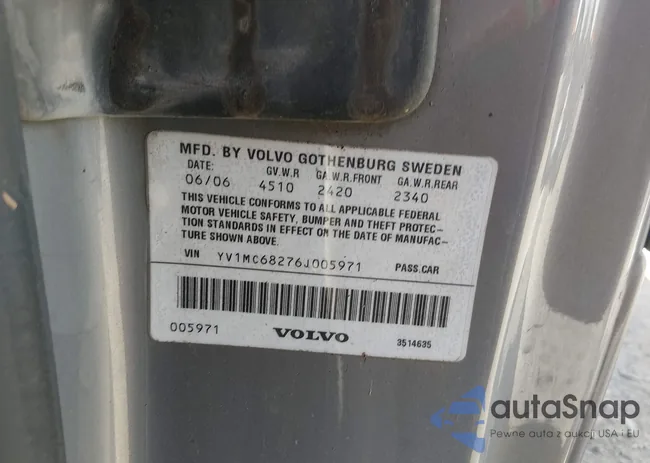 MFD. BY VOLVO GOTHENBURG SWEDEN
DATE: GV.W.R GA.W.R.FRONT GA.W.R.REAR
06/06 4510 2420 2340
THIS VEHICLE CONFORMS TO ALL APPLICABLE FEDERAL
MOTOR VEHICLE SAFETY, BUMPER AND THEFT PROTEC-
TION STANDARDS IN EFFECT ON THE DATE OF MANUFAC-
TURE SHOWN ABOVE.
VIN YV1MC68276J005971 PASS.CAR
005971 VOLVO 3514635
autaSnap
Pewne auta z aukcji USA i EU